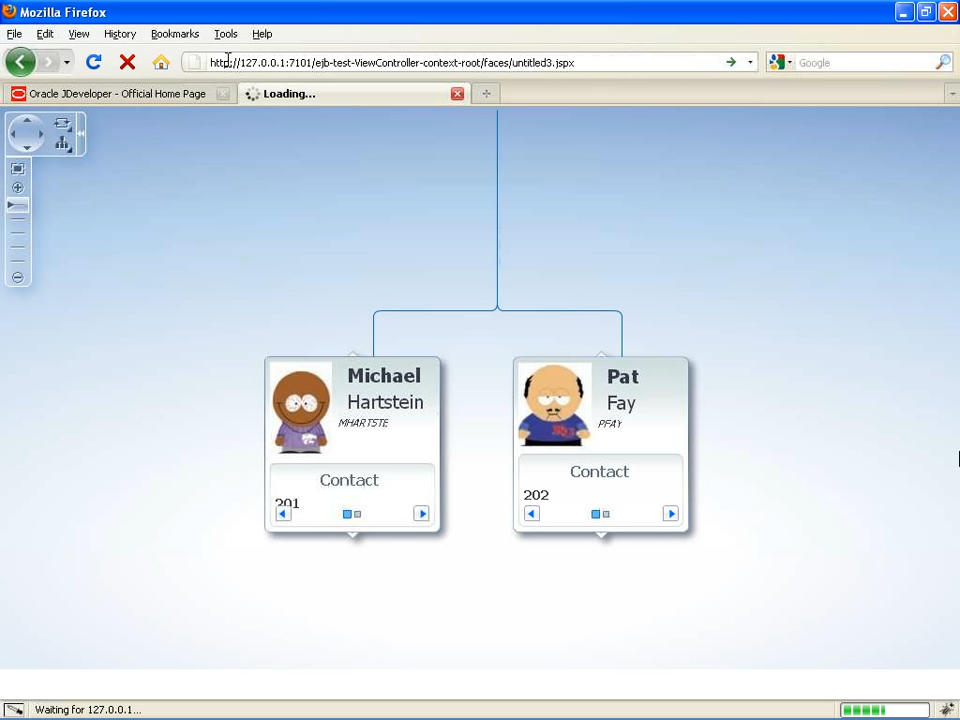 Mozilla Firefox
File Edit View History Bookmarks Tools Help
http://127.0.0.1:7101/ejb-test-ViewController-context-root/faces/untitled3.jspx
Google
Oracle JDeveloper - Official Home Page
Loading...
Michael
Hartstein
MHARTSTE
Contact
201
Pat
Fay
PFAY
Contact
202
Waiting for 127.0.0.1...